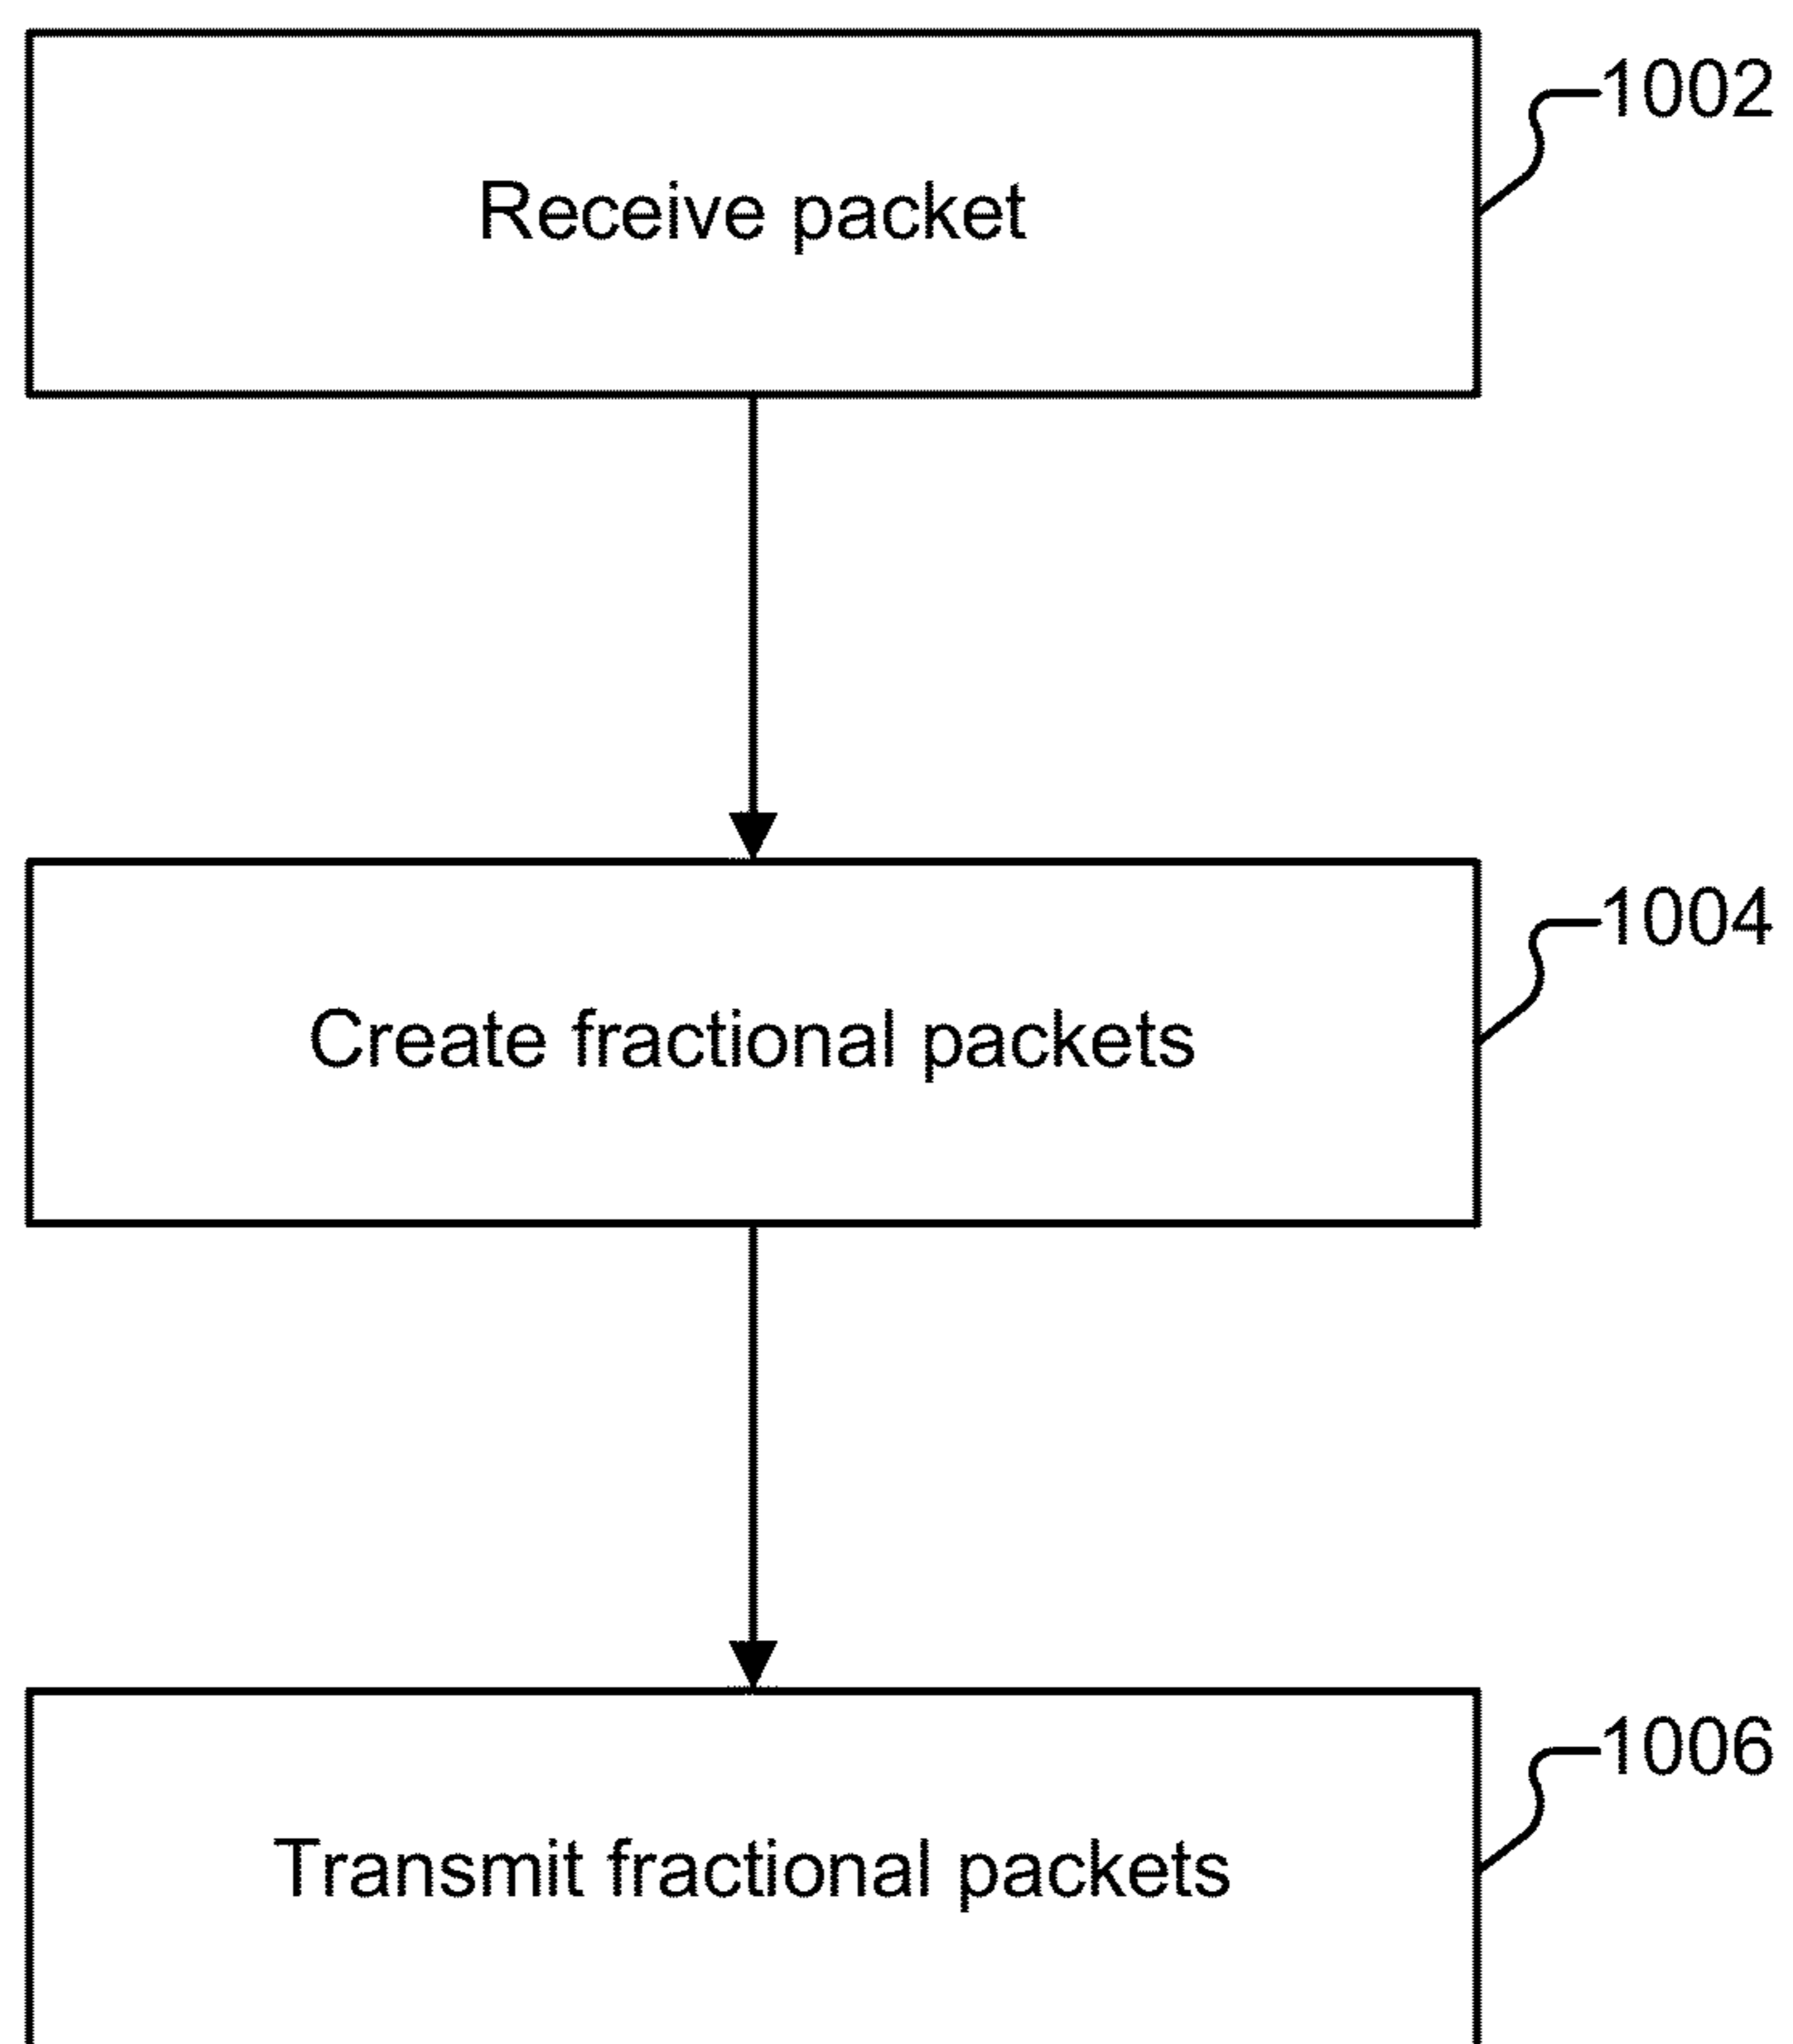 1002
Receive packet
1004
Create fractional packets
1006
Transmit fractional packets